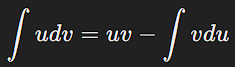 ∫ udv = uv − ∫ vdu